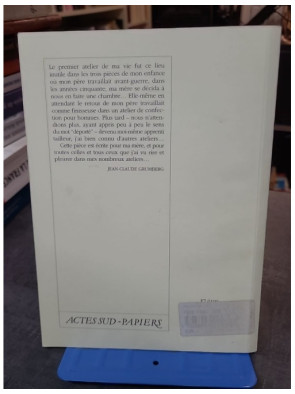 Le premier atelier de ma vie fut ce lieu
inutile dans les trois pièces de mon enfance
où mon père travaillait avant-guerre, dans
les années cinquante, ma mère se décida à
nous en faire une chambre... Elle-même en
attendant le retour de mon père travaillait
comme finisseuse dans un atelier de confec-
tion pour hommes. Plus tard – nous n'atten-
dions plus, ayant appris peu à peu le sens
du mot "déporté" – devenu moi-même apprenti
tailleur, j'ai bien connu d'autres ateliers...
Cette pièce est écrite pour ma mère, et pour
toutes celles et tous ceux que j'ai vu rire et
pleurer dans mes nombreux ateliers...
JEAN-CLAUDE GRUMBERG
ACTES SUD - PAPIERS